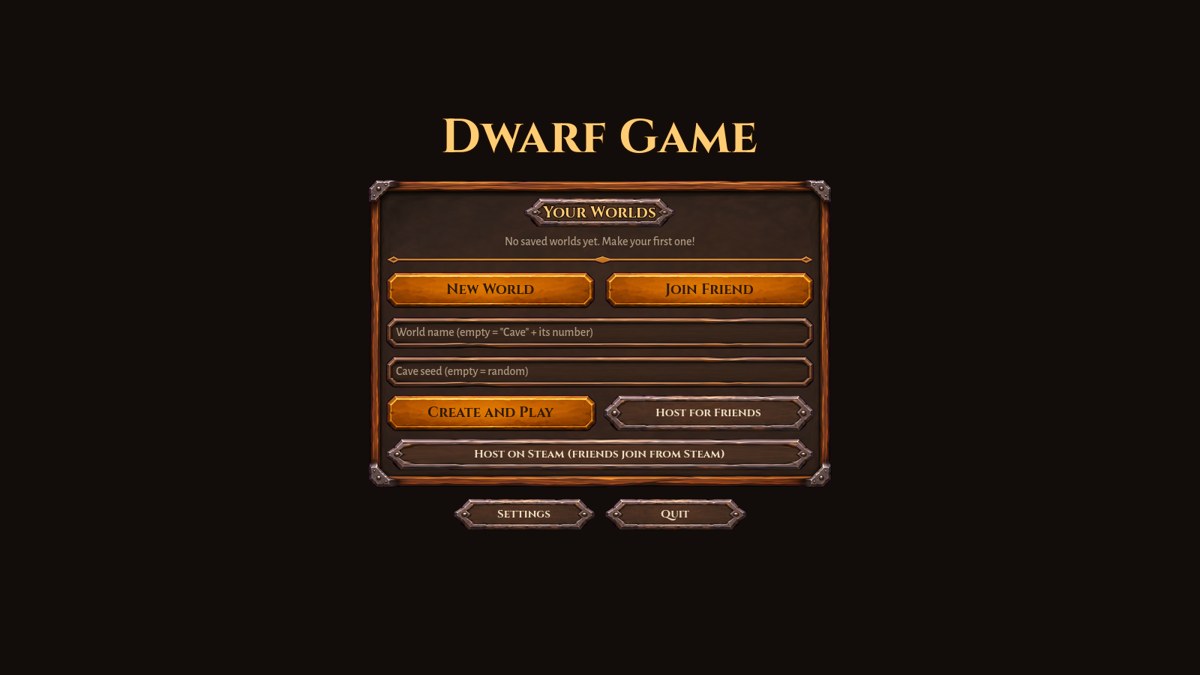 Dwarf Game
Your Worlds
No saved worlds yet. Make your first one!
New World
Join Friend
World name (empty = "Cave" + its number)
Cave seed (empty = random)
Create and Play
Host for Friends
Host on Steam (friends join from Steam)
Settings
Quit